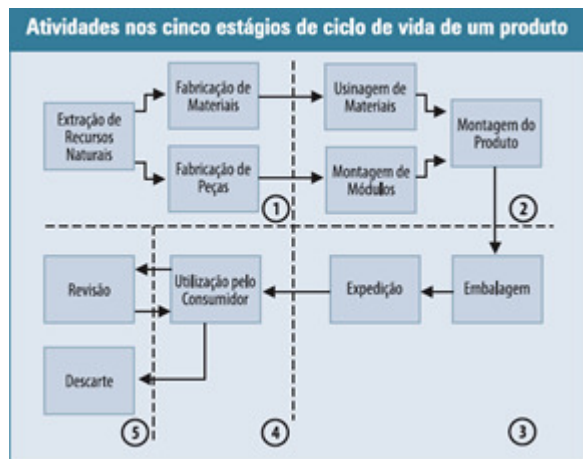 Atividades nos cinco estágios de ciclo de vida de um produto
Extração de
Recursos
Naturais
Fabricação de
Materiais
Fabricação de
Peças
1
Usinagem de
Materiais
Montagem de
Módulos
Montagem do
Produto
2
Embalagem
Expedição
3
Utilização pelo
Consumidor
4
Revisão
Descarte
5